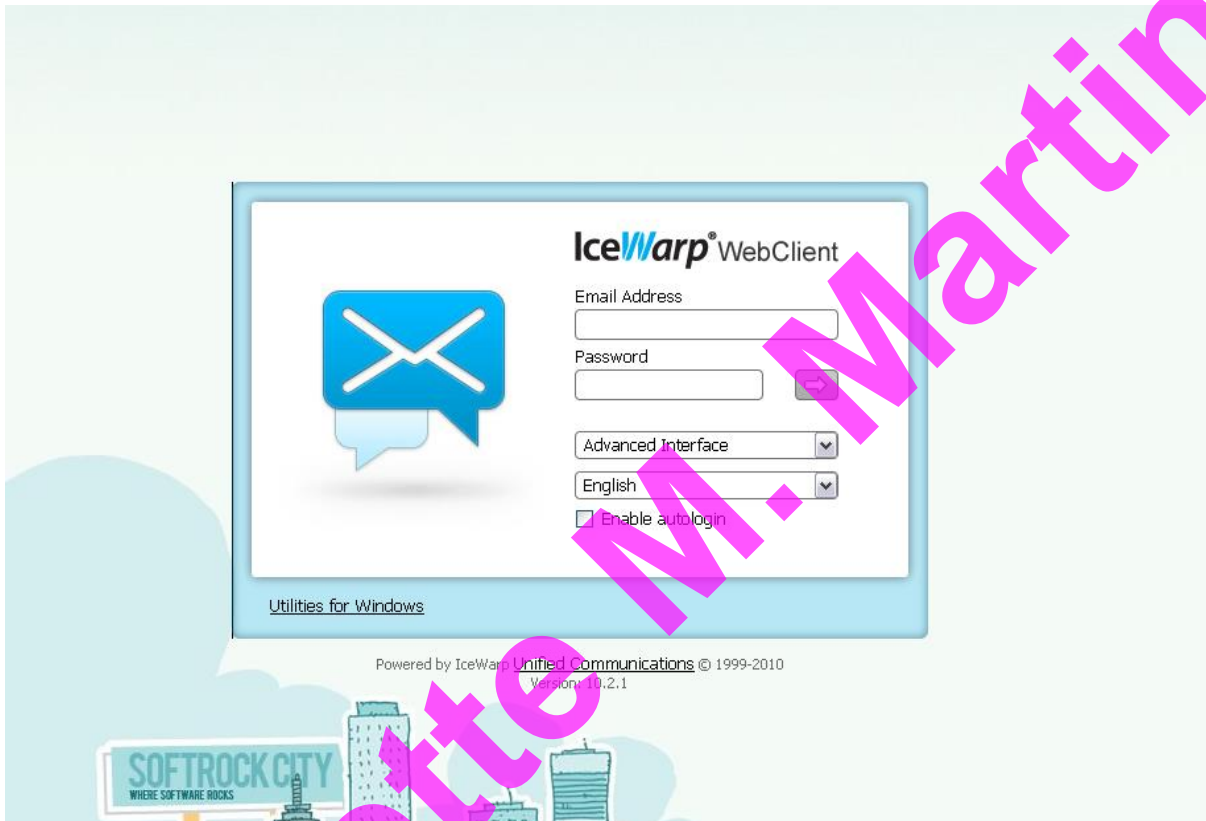 IceWarp® WebClient
Email Address
Password
Advanced Interface
English
Enable autologin
Utilities for Windows
Powered by IceWarp Unified Communications © 1999-2010
Version: 10.2.1
SOFTROCK CITY
WHERE SOFTWARE ROCKS
M. Martin